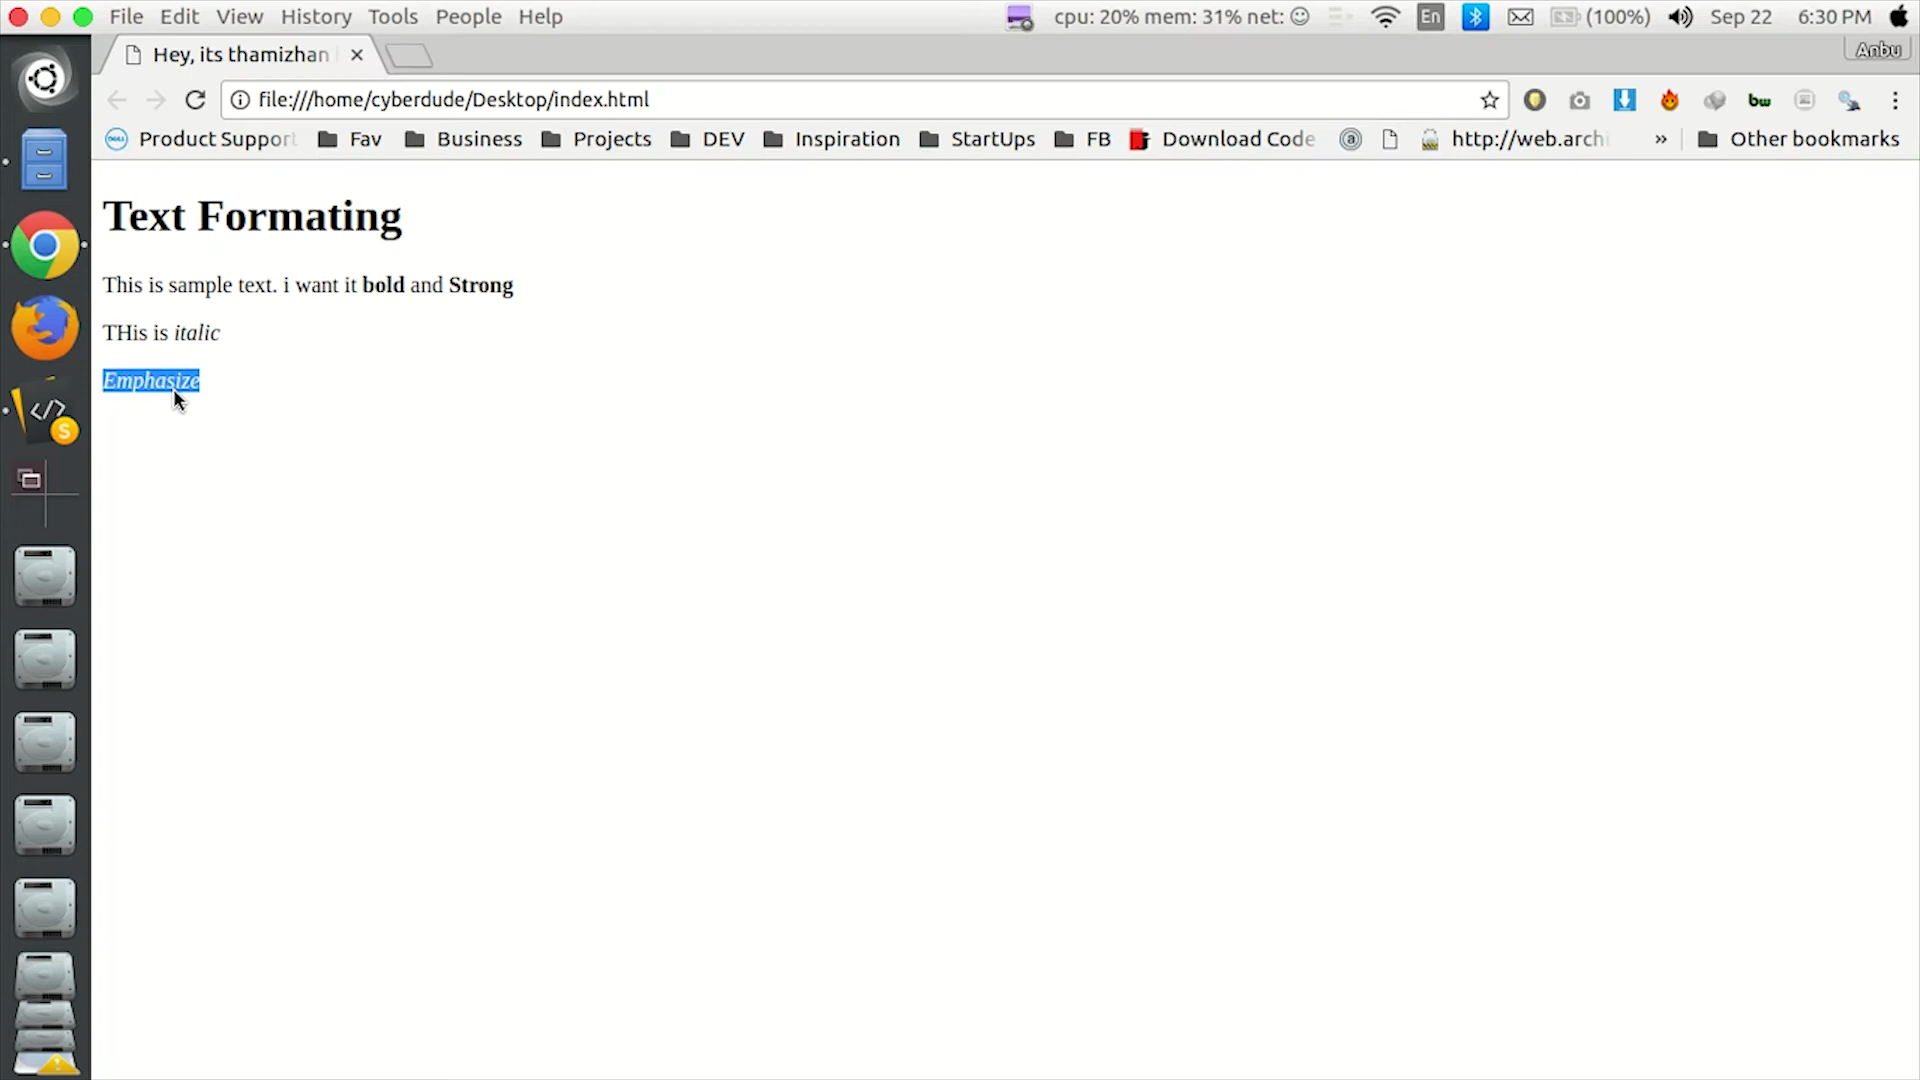 File Edit View History Tools People Help cpu: 20% mem: 31% net: En (100%) Sep 22 6:30 PM
Hey, its thamizhan Anbu
file:///home/cyberdude/Desktop/index.html bw
DELL Product Support Fav Business Projects DEV Inspiration StartUps FB Download Code @ http://web.archi » Other bookmarks
Text Formating
This is sample text. i want it bold and Strong
THis is italic
Emphasize